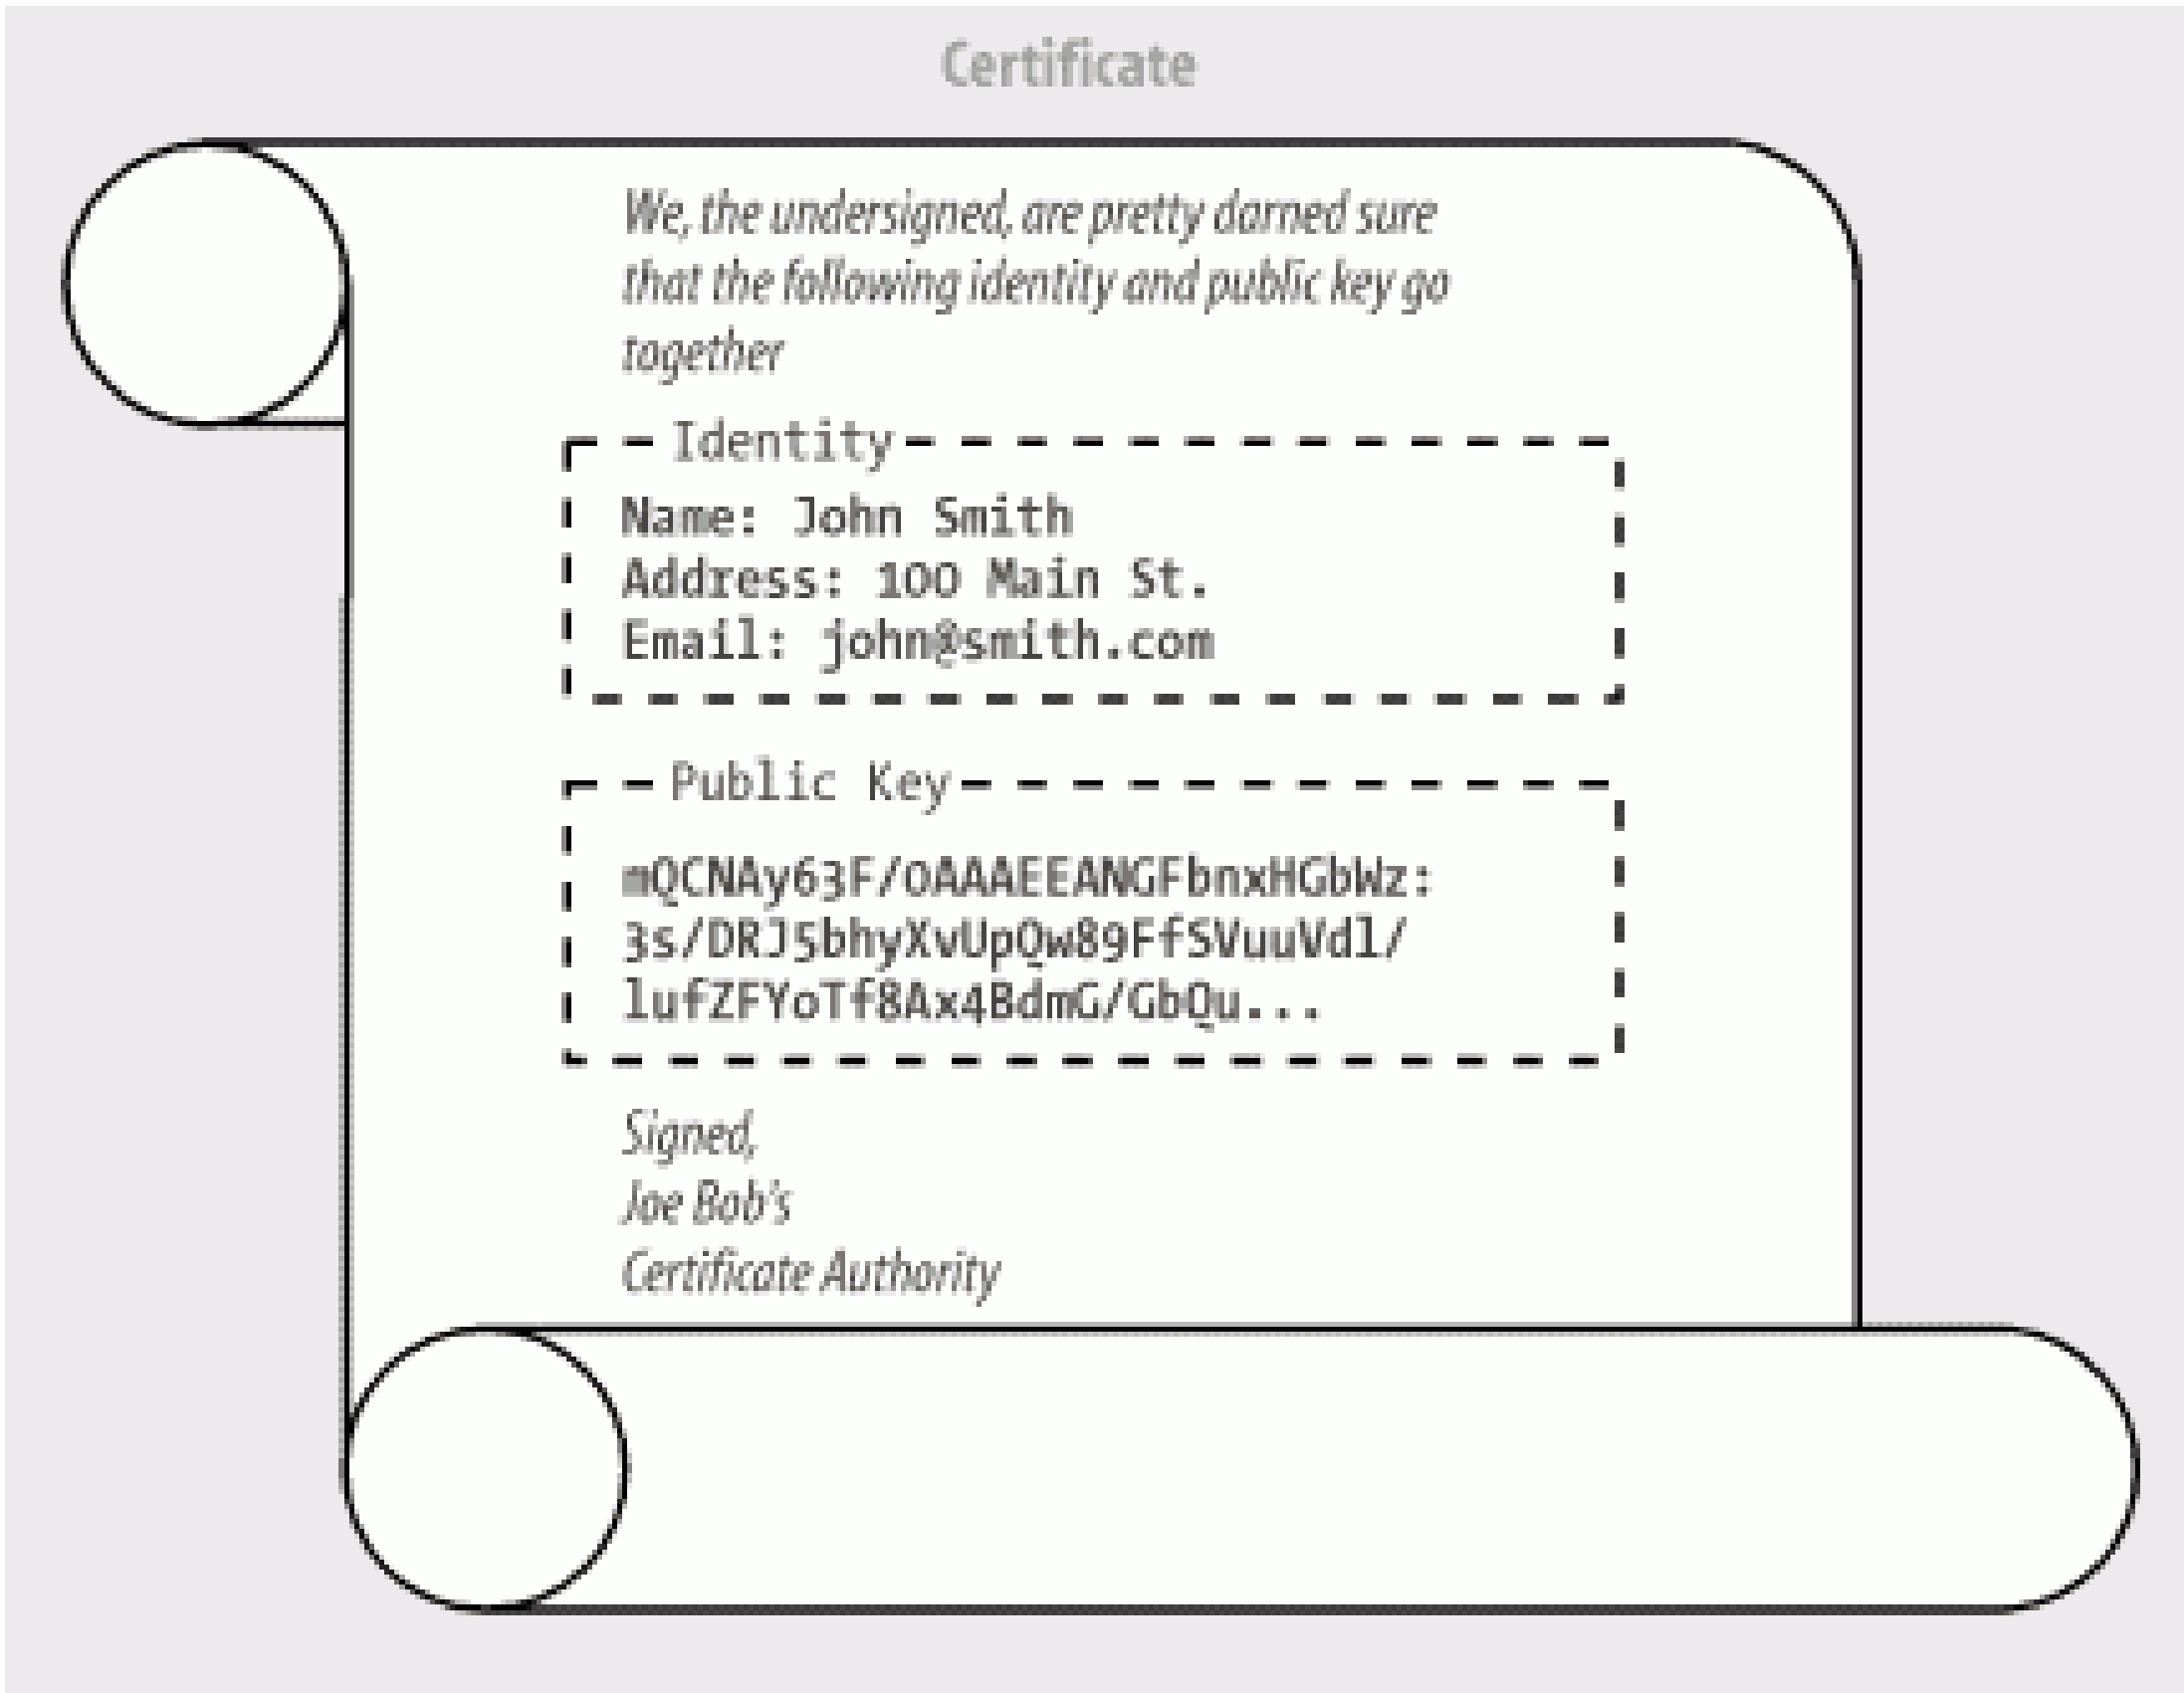 Certificate
We, the undersigned, are pretty darned sure
that the following identity and public key go
together
Identity
Name: John Smith
Address: 100 Main St.
Email: john@smith.com
Public Key
mQCNAy63F/OAAAEEANGFbnxHGbWz:
3s/DRJ5bhyXvUpQw89FfSVuuVdl/
lufZFYoTf8Ax4BdmG/GbQu...
Signed,
Joe Bob's
Certificate Authority